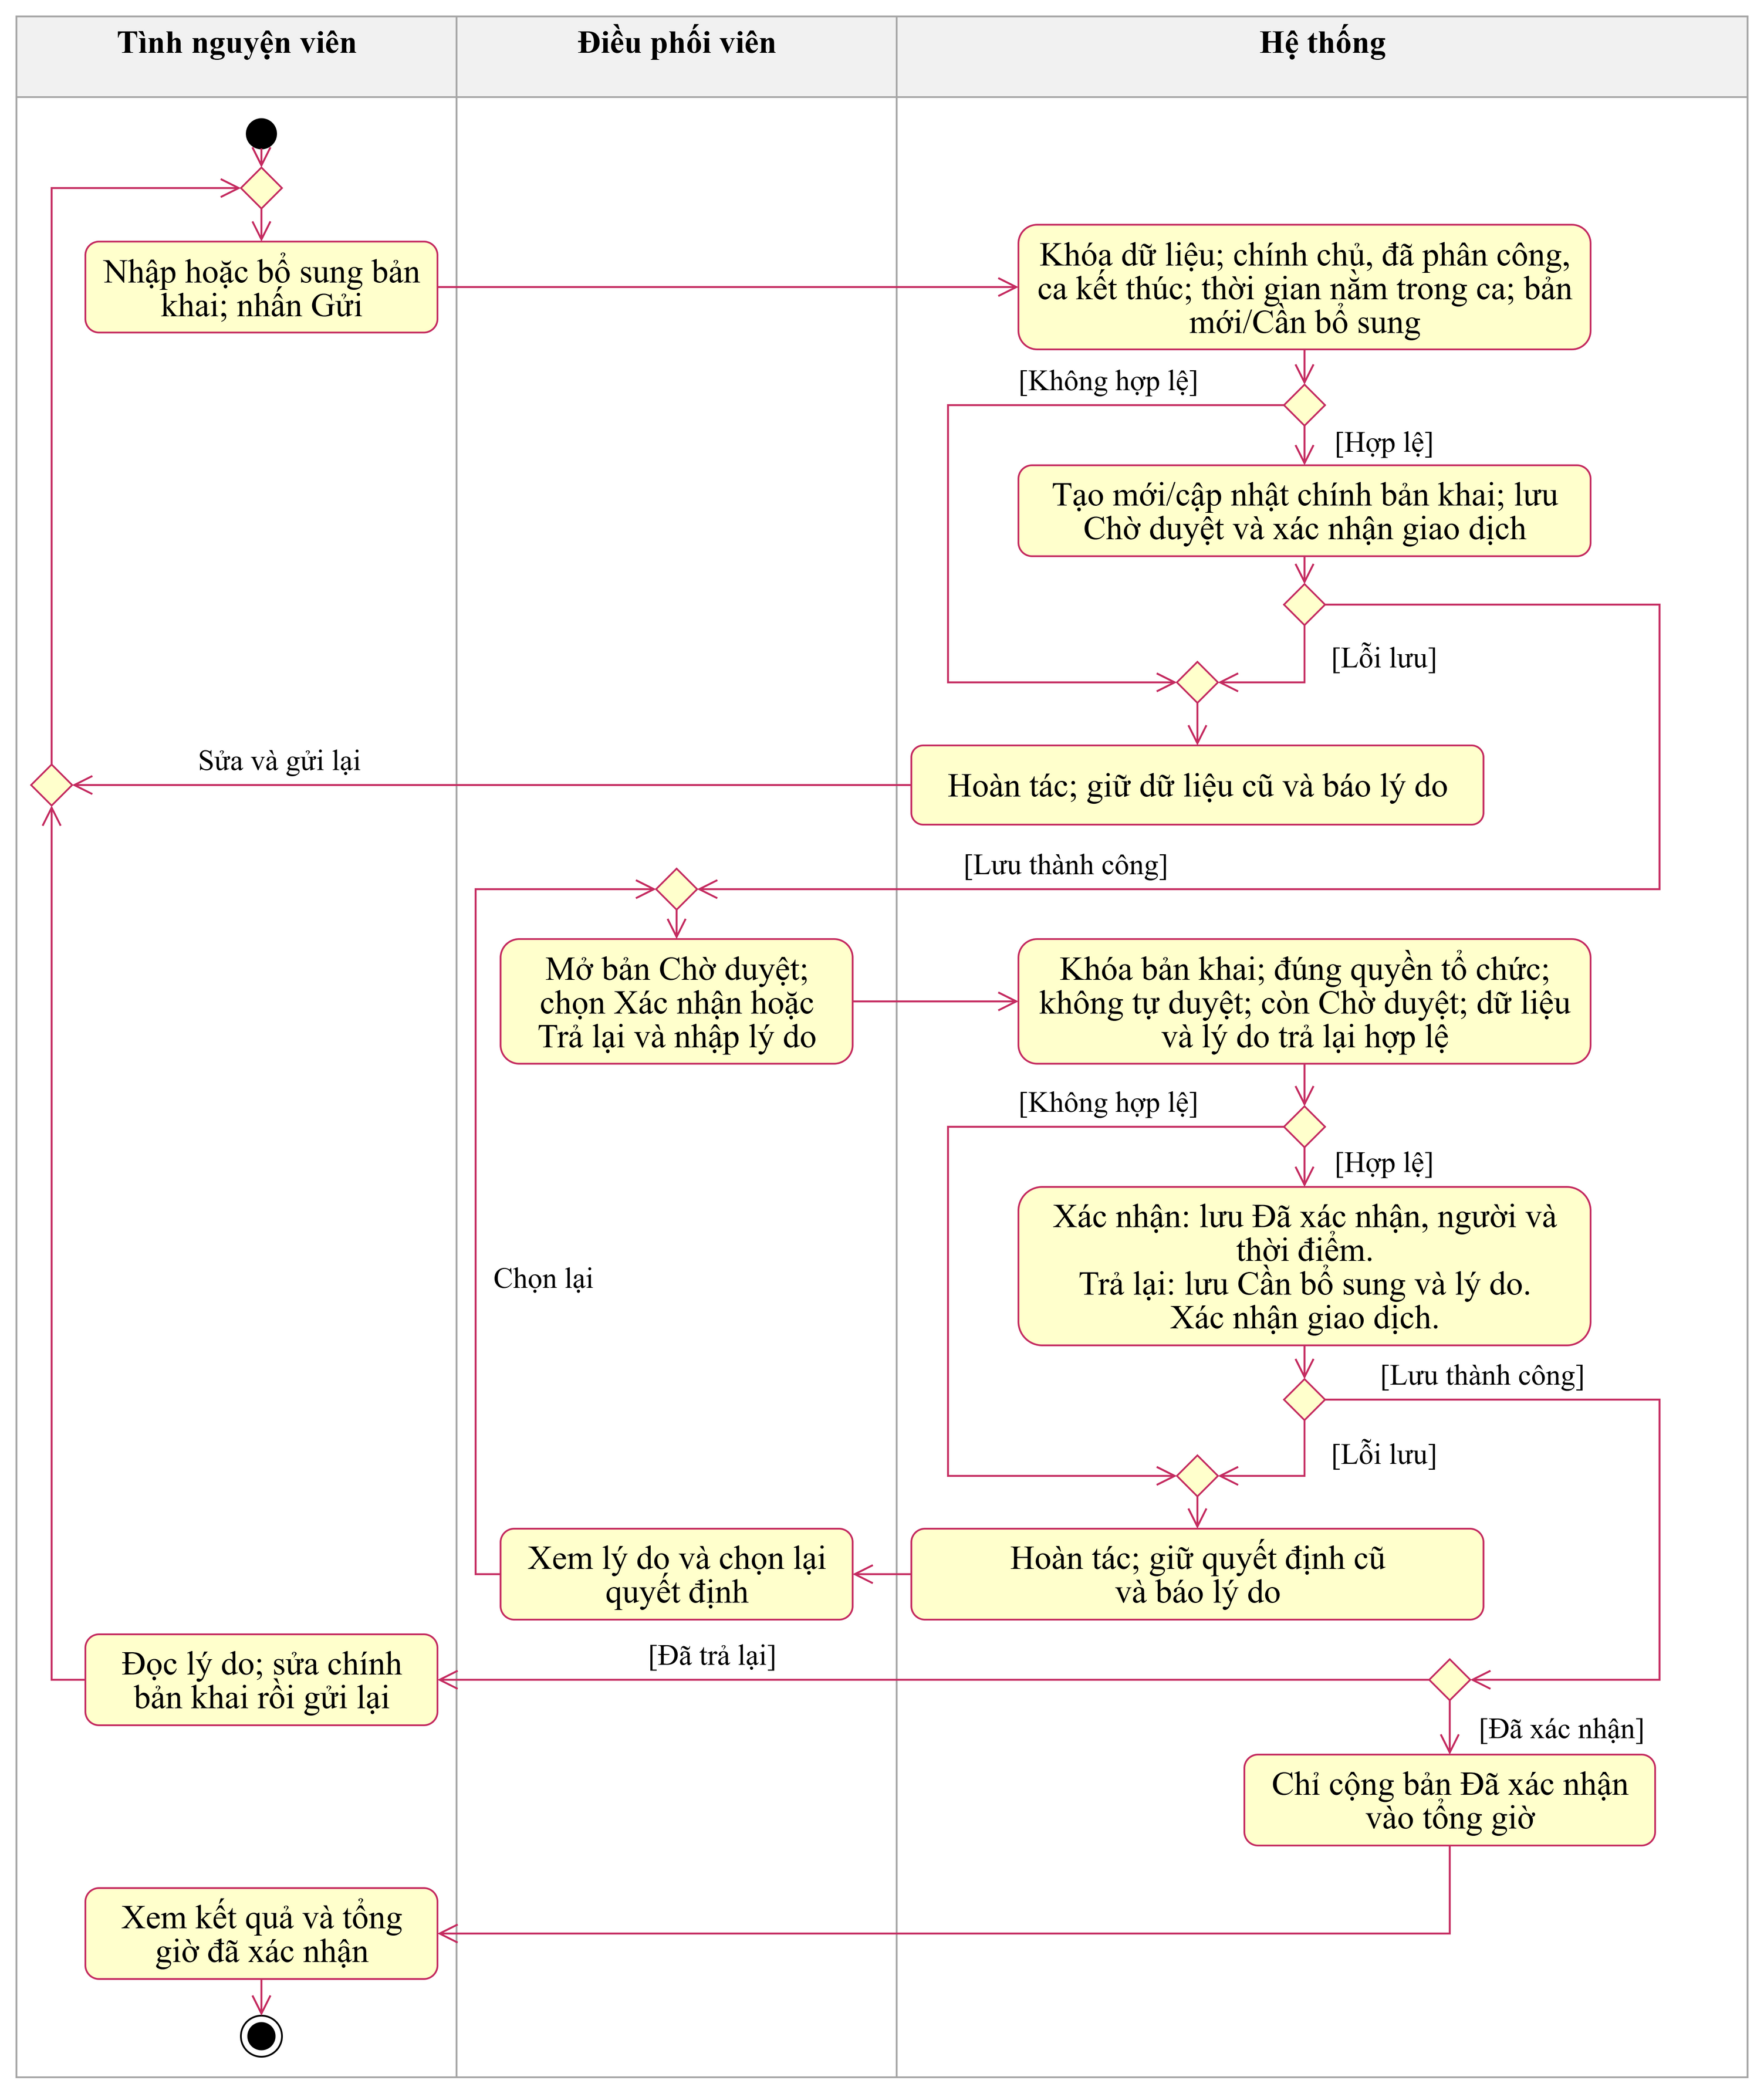 Tình nguyện viên
Điều phối viên
Hệ thống
Nhập hoặc bổ sung bản
khai; nhấn Gửi
Khóa dữ liệu; chính chủ, đã phân công,
ca kết thúc; thời gian nằm trong ca; bản
mới/Cần bổ sung
[Không hợp lệ]
[Hợp lệ]
Tạo mới/cập nhật chính bản khai; lưu
Chờ duyệt và xác nhận giao dịch
[Lỗi lưu]
Sửa và gửi lại
Hoàn tác; giữ dữ liệu cũ và báo lý do
[Lưu thành công]
Mở bản Chờ duyệt;
chọn Xác nhận hoặc
Trả lại và nhập lý do
Khóa bản khai; đúng quyền tổ chức;
không tự duyệt; còn Chờ duyệt; dữ liệu
và lý do trả lại hợp lệ
[Không hợp lệ]
[Hợp lệ]
Xác nhận: lưu Đã xác nhận, người và
thời điểm.
Trả lại: lưu Cần bổ sung và lý do.
Xác nhận giao dịch.
Chọn lại
[Lưu thành công]
[Lỗi lưu]
Xem lý do và chọn lại
quyết định
Hoàn tác; giữ quyết định cũ
và báo lý do
Đọc lý do; sửa chính
bản khai rồi gửi lại
[Đã trả lại]
[Đã xác nhận]
Chỉ cộng bản Đã xác nhận
vào tổng giờ
Xem kết quả và tổng
giờ đã xác nhận